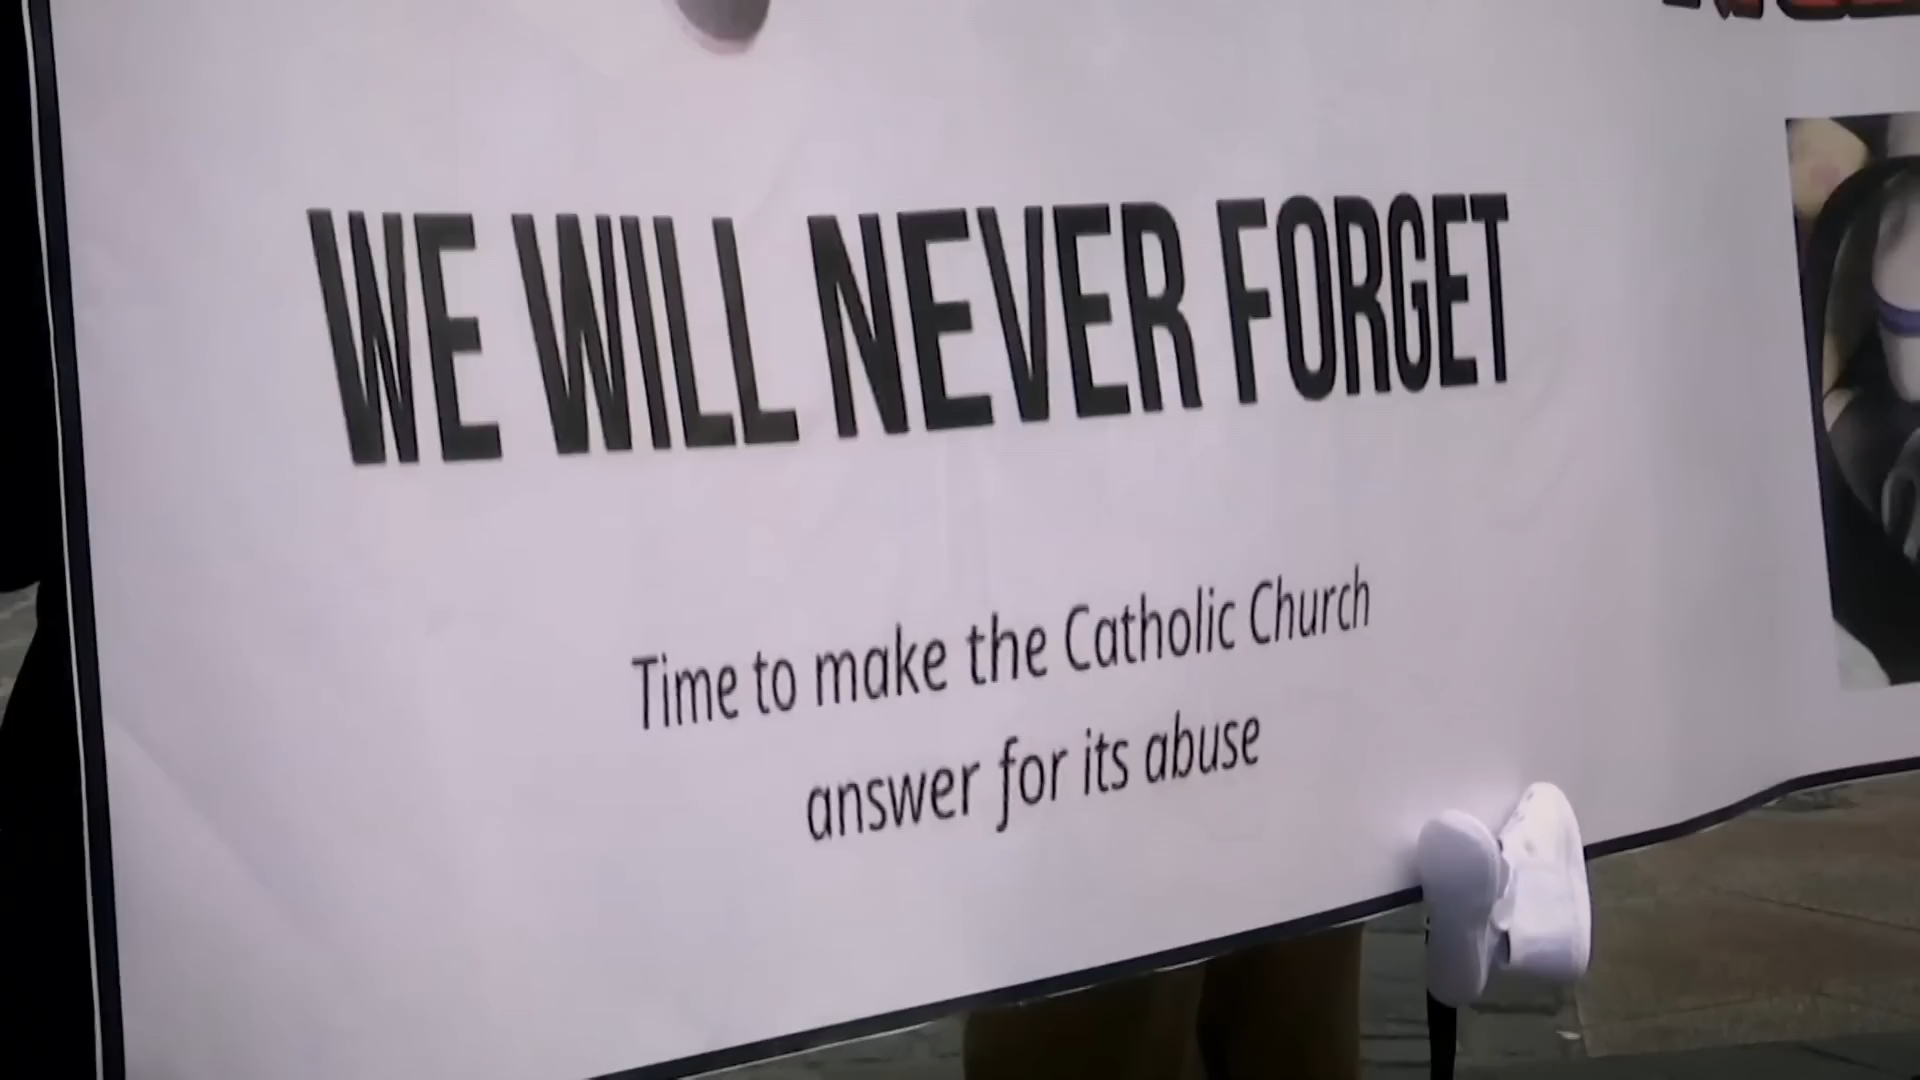 WE WILL NEVER FORGET
Time to make the Catholic Church
answer for its abuse